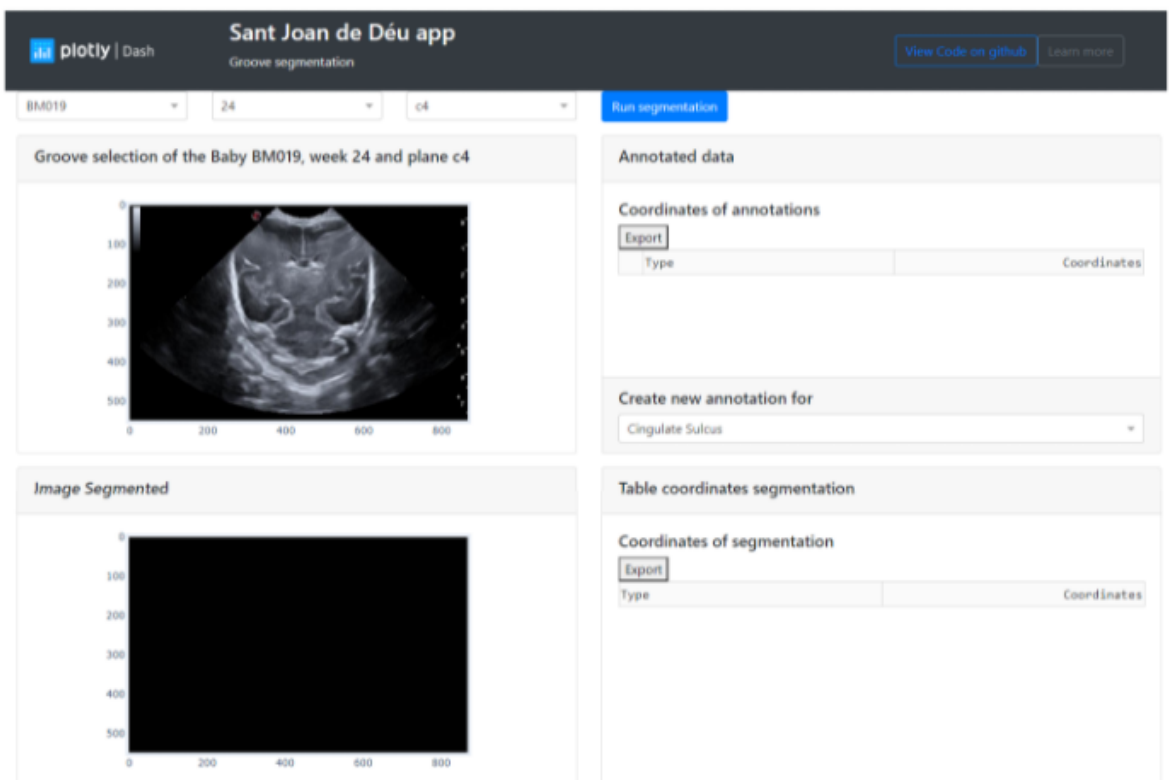 Sant Joan de Déu app
plotly | Dash
Groove segmentation
View Code on github
Learn more
BM019
24
c4
Run segmentation
Groove selection of the Baby BM019, week 24 and plane c4
0
100
200
300
400
500
0 200 400 600 800
Annotated data
Coordinates of annotations
Export
Type Coordinates
Create new annotation for
Cingulate Sulcus
Image Segmented
0
100
200
300
400
500
0 200 400 600 800
Table coordinates segmentation
Coordinates of segmentation
Export
Type Coordinates